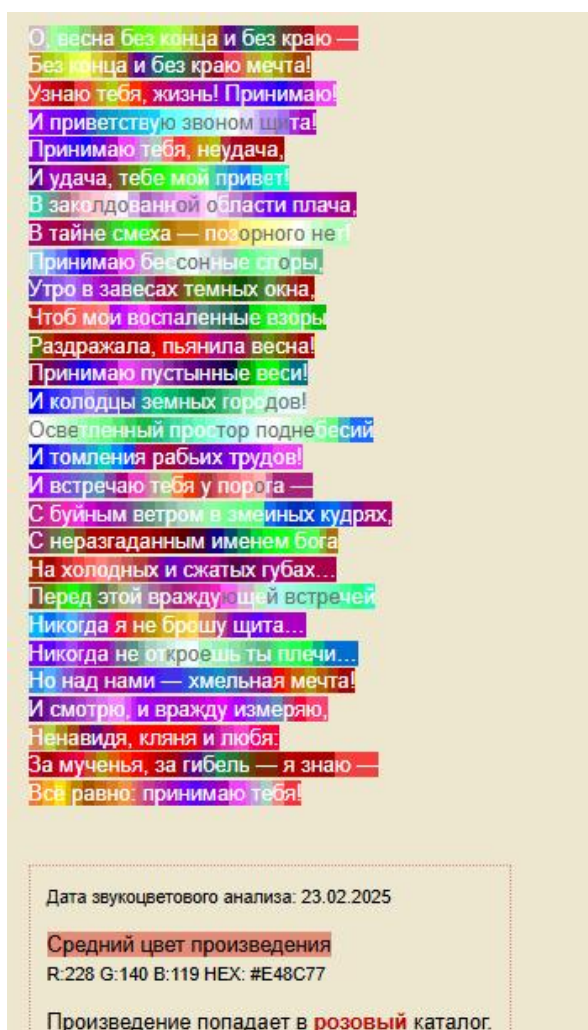 О, весна без конца и без краю —
Без конца и без краю мечта!
Узнаю тебя, жизнь! Принимаю!
И приветствую звоном щита!
Принимаю тебя, неудача,
И удача, тебе мой привет!
В заколдованной области плача,
В тайне смеха — позорного нет!
Принимаю бессонные споры,
Утро в завесах темных окна,
Чтоб мои воспаленные взоры
Раздражала, пьянила весна!
Принимаю пустынные веси!
И колодцы земных городов!
Осветленный простор поднебесий
И томления рабьих трудов!
И встречаю тебя у порога —
С буйным ветром в змеиных кудрях,
С неразгаданным именем бога
На холодных и сжатых губах...
Перед этой враждующей встречей
Никогда я не брошу щита...
Никогда не откроешь ты плечи...
Но над нами — хмельная мечта!
И смотрю, и вражду измеряю,
Ненавидя, кляня и любя:
За мученья, за гибель — я знаю —
Всё равно: принимаю тебя!
Дата звукоцветового анализа: 23.02.2025
Средний цвет произведения
R:228 G:140 B:119 HEX: #E48C77
Произведение попадает в розовый каталог.